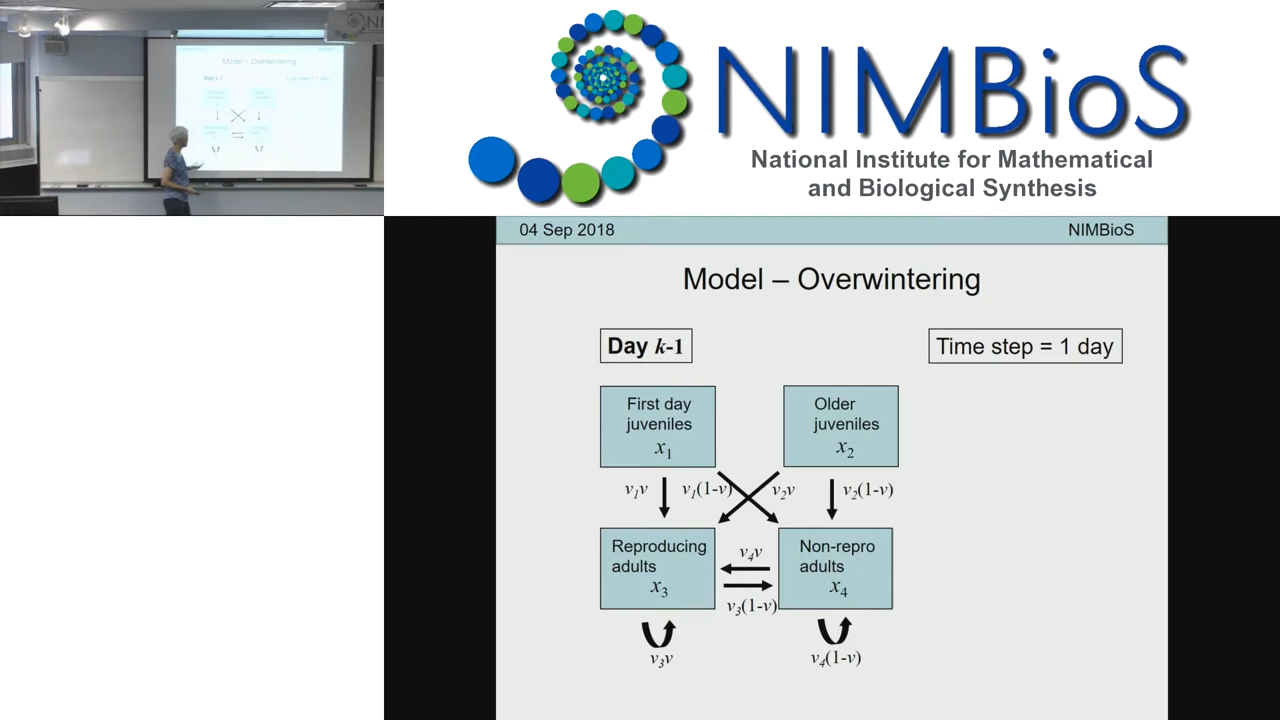 Model – Overwintering
NIMBioS
National Institute for Mathematical
and Biological Synthesis
04 Sep 2018
NIMBioS
Model – Overwintering
Day k-1
Time step = 1 day
First day
juveniles
x₁
Older
juveniles
x₂
v₁v
v₁(1-v)
v₂v
v₂(1-v)
Reproducing
adults
x₃
v₄v
v₃(1-v)
Non-repro
adults
x₄
v₃v
v₄(1-v)